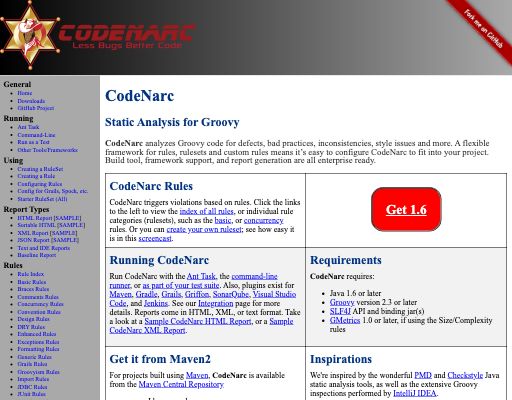 CODENARC
Less Bugs Better Code
Fork me on GitHub
General
Home
Downloads
GitHub Project
Running
Ant Task
Command-Line
Run as a Test
Other Tools/Frameworks
Using
Creating a RuleSet
Creating a Rule
Configuring Rules
Config for Grails, Spock, etc.
Starter RuleSet (All)
Report Types
HTML Report [SAMPLE]
Sortable HTML [SAMPLE]
XML Report [SAMPLE]
JSON Report [SAMPLE]
Text and IDE Reports
Baseline Report
Rules
Rule Index
Basic Rules
Braces Rules
Comments Rules
Concurrency Rules
Convention Rules
Design Rules
DRY Rules
Enhanced Rules
Exceptions Rules
Formatting Rules
Generic Rules
Grails Rules
Groovyism Rules
Import Rules
JDBC Rules
JUnit Rules
CodeNarc
Static Analysis for Groovy
CodeNarc analyzes Groovy code for defects, bad practices, inconsistencies, style issues and more. A flexible
framework for rules, rulesets and custom rules means it's easy to configure CodeNarc to fit into your project.
Build tool, framework support, and report generation are all enterprise ready.
CodeNarc Rules
CodeNarc triggers violations based on rules. Click the
links to the left to view the index of all rules, or individual rule
categories (rulesets), such as the basic, or concurrency
rules. Or you can create your own ruleset; see how easy
it is in this screencast.
Get 1.6
Running CodeNarc
Run CodeNarc with the Ant Task, the command-line
runner, or as part of your test suite. Also, plugins exist for
Maven, Gradle, Grails, Griffon, SonarQube, Visual Studio
Code, and Jenkins. See our Integration page for more
details. Reports come in HTML, XML, or text format. Take
a look at a Sample CodeNarc HTML Report, or a Sample
CodeNarc XML Report.
Requirements
CodeNarc requires:
Java 1.6 or later
Groovy version 2.3 or later
SLF4J API and binding jar(s)
GMetrics 1.0 or later, if using the Size/Complexity
rules
Get it from Maven2
For projects built using Maven, CodeNarc is available
from the Maven Central Repository
Inspirations
We're inspired by the wonderful PMD and Checkstyle Java
static analysis tools, as well as the extensive Groovy
inspections performed by IntelliJ IDEA.